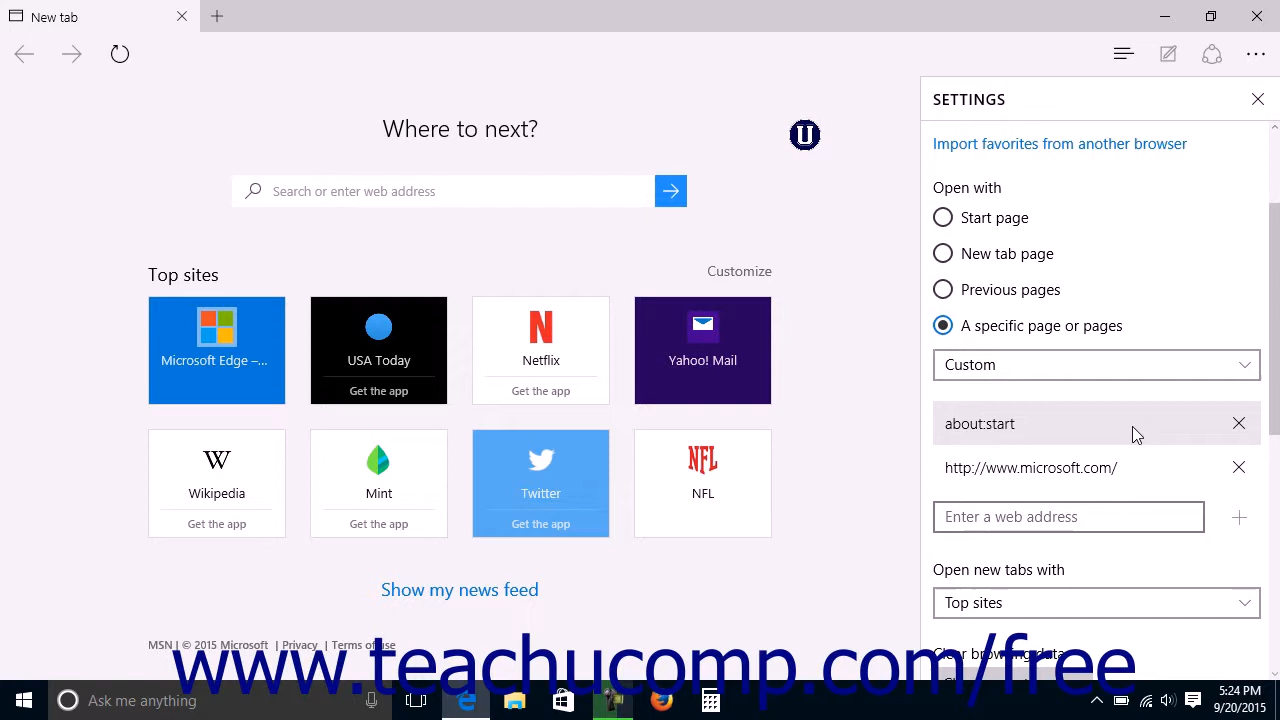 New tab
SETTINGS
Import favorites from another browser
Where to next?
U
Search or enter web address
Open with
Start page
New tab page
Previous pages
A specific page or pages
Custom
about:start
http://www.microsoft.com/
Enter a web address
Open new tabs with
Top sites
Clear browsing data
Top sites
Customize
Microsoft Edge –...
USA Today
Get the app
Netflix
Get the app
Yahoo! Mail
W
Wikipedia
Get the app
Mint
Get the app
Twitter
Get the app
NFL
NFL
Show my news feed
MSN | © 2015 Microsoft | Privacy | Terms of use
www.teachucomp.com/free
Ask me anything
5:24 PM
9/20/2015